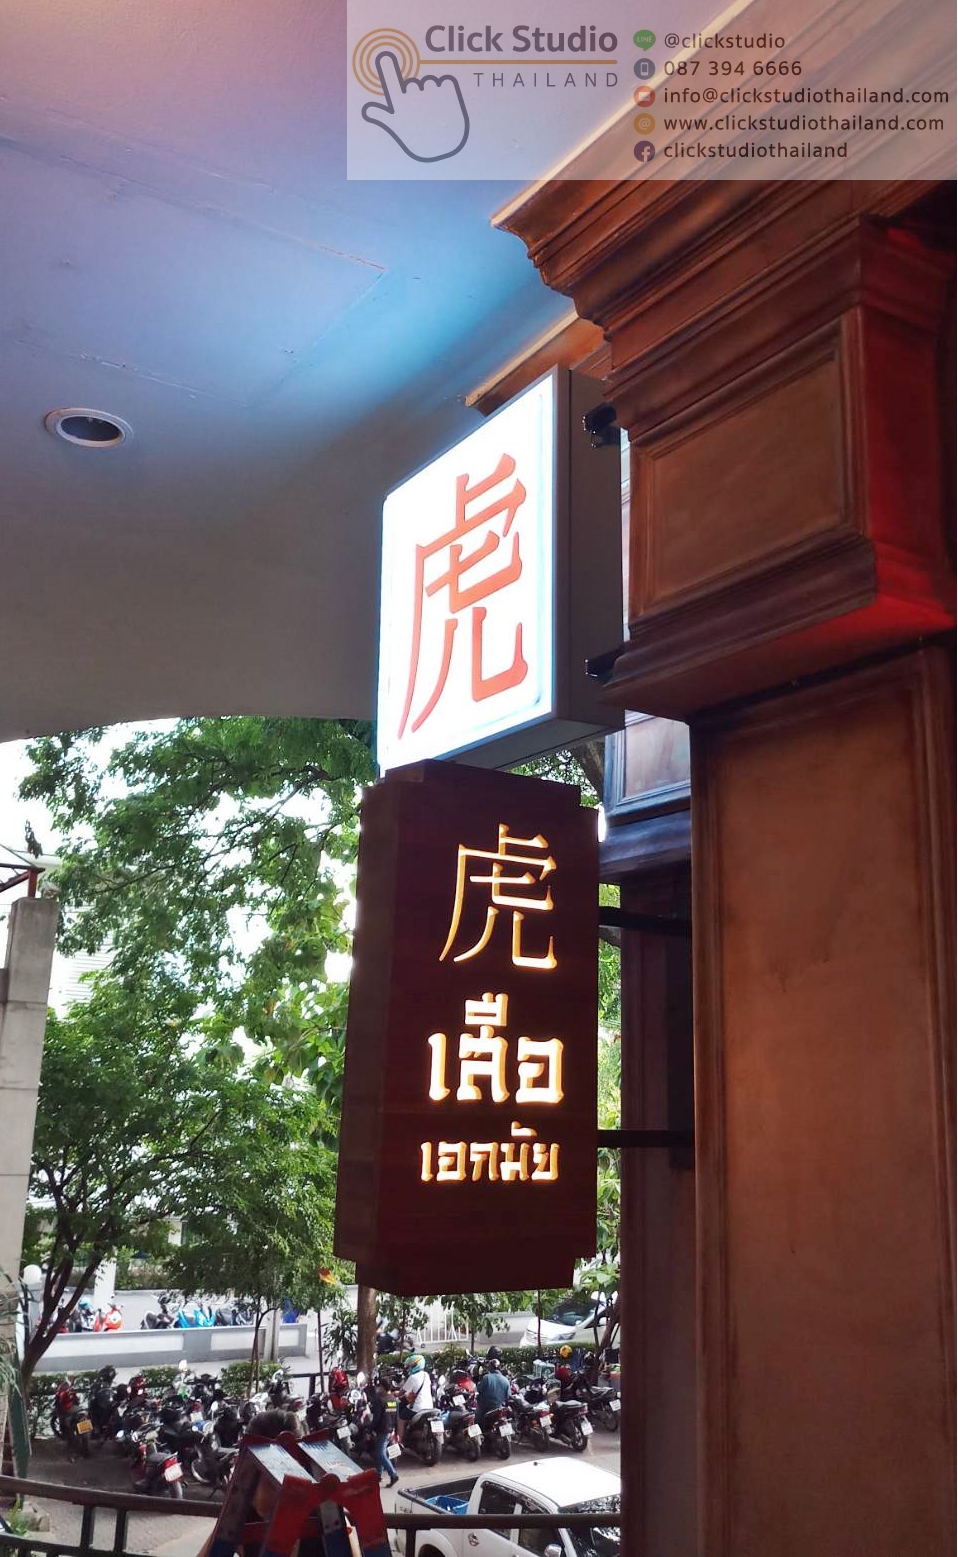 Click Studio
THAILAND
LINE @clickstudio
087 394 6666
info@clickstudiothailand.com
www.clickstudiothailand.com
clickstudiothailand
虎
虎
เสือ
เอกมัย